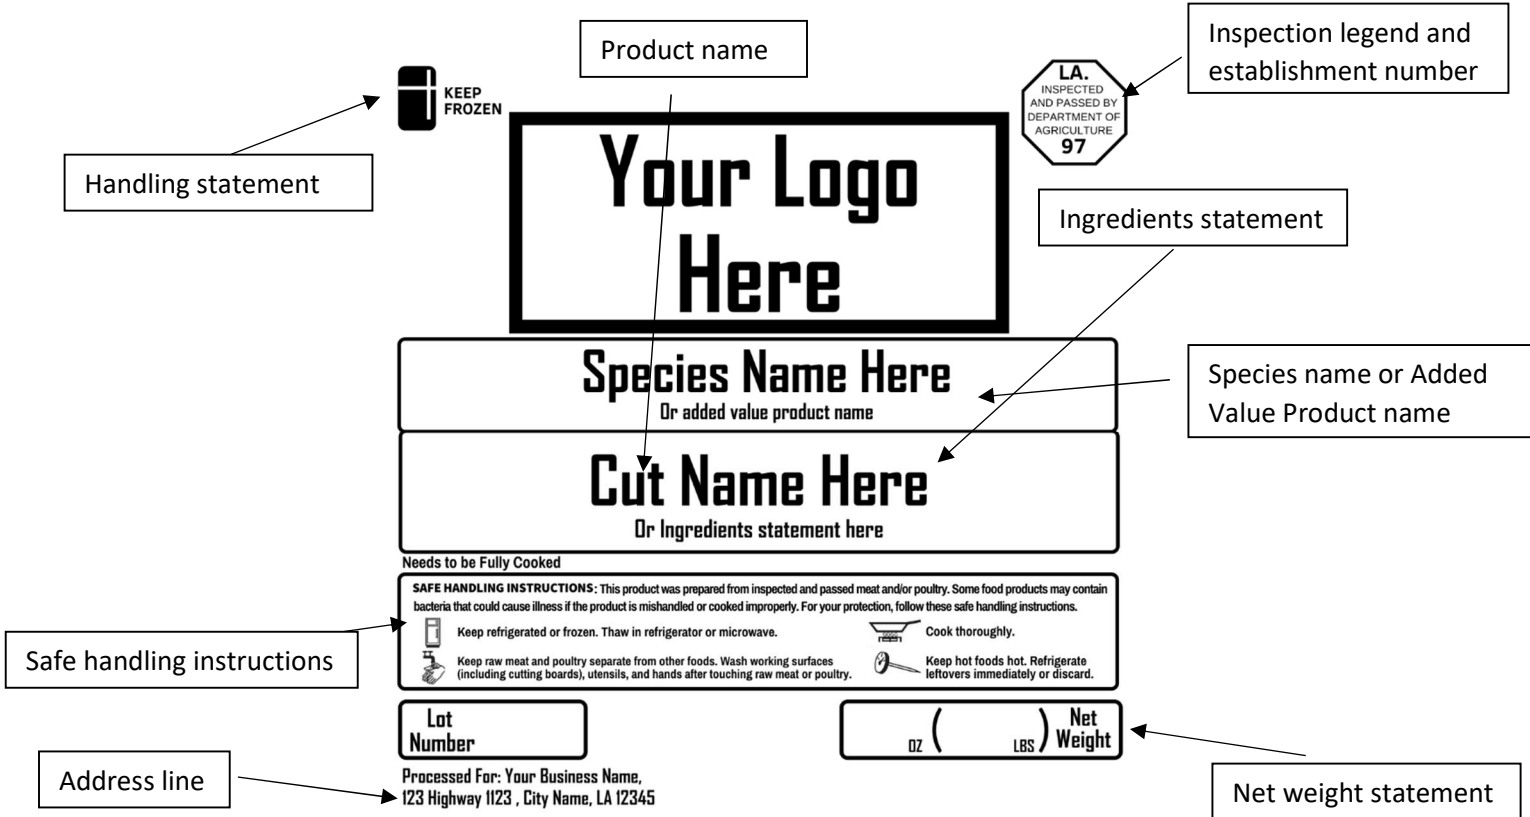 Product name
Inspection legend and
establishment number
KEEP
FROZEN
LA.
INSPECTED
AND PASSED BY
DEPARTMENT OF
AGRICULTURE
97
Handling statement
Your Logo
Here
Ingredients statement
Species Name Here
Or added value product name
Species name or Added
Value Product name
Cut Name Here
Or Ingredients statement here
Needs to be Fully Cooked
SAFE HANDLING INSTRUCTIONS: This product was prepared from inspected and passed meat and/or poultry. Some food products may contain
bacteria that could cause illness if the product is mishandled or cooked improperly. For your protection, follow these safe handling instructions.
Keep refrigerated or frozen. Thaw in refrigerator or microwave.
Cook thoroughly.
Keep raw meat and poultry separate from other foods. Wash working surfaces
(including cutting boards), utensils, and hands after touching raw meat or poultry.
Keep hot foods hot. Refrigerate
leftovers immediately or discard.
Safe handling instructions
Lot
Number
OZ ( LBS ) Net
Weight
Address line
Processed For: Your Business Name,
123 Highway 1123 , City Name, LA 12345
Net weight statement